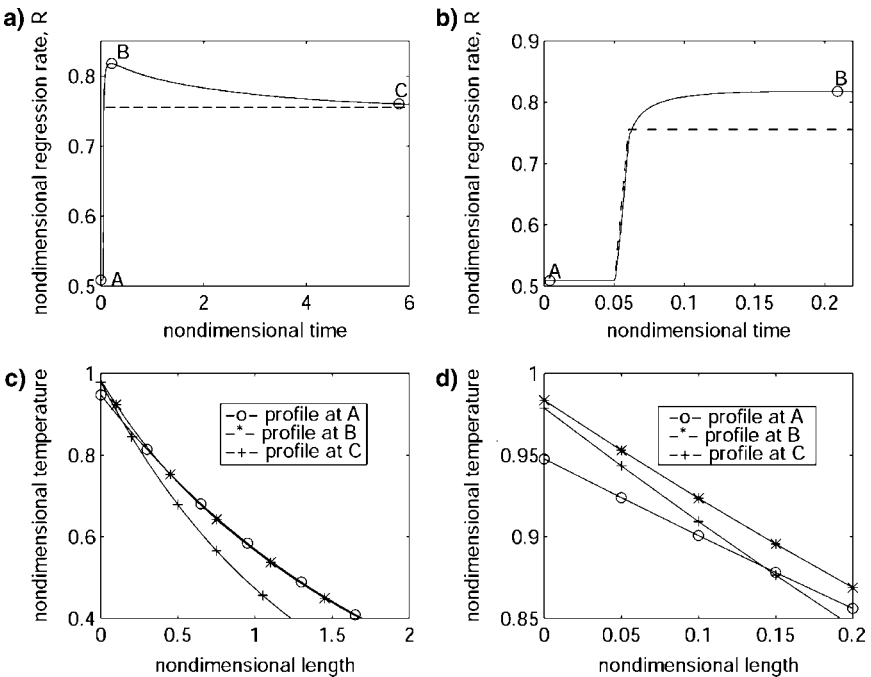 a)
nondimensional regression rate, R
0.8
0.7
0.6
0.5
0
2
4
6
nondimensional time
A
B
C
b)
nondimensional regression rate, R
0.9
0.8
0.7
0.6
0.5
0
0.05
0.1
0.15
0.2
nondimensional time
A
B
c)
nondimensional temperature
1
0.8
0.6
0.4
0
0.5
1
1.5
2
nondimensional length
profile at A
profile at B
profile at C
d)
nondimensional temperature
1
0.95
0.9
0.85
0
0.05
0.1
0.15
0.2
nondimensional length
profile at A
profile at B
profile at C